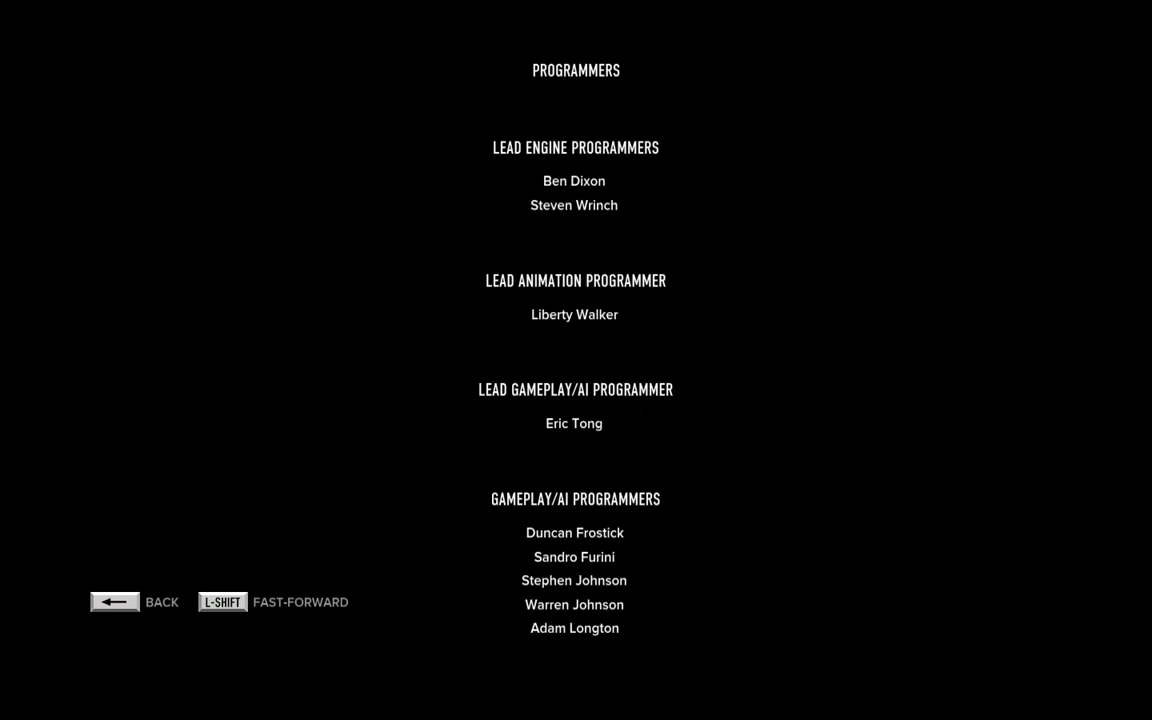 PROGRAMMERS
LEAD ENGINE PROGRAMMERS
Ben Dixon
Steven Wrinch
LEAD ANIMATION PROGRAMMER
Liberty Walker
LEAD GAMEPLAY/AI PROGRAMMER
Eric Tong
GAMEPLAY/AI PROGRAMMERS
Duncan Frostick
Sandro Furini
Stephen Johnson
Warren Johnson
Adam Longton
BACK L-SHIFT FAST-FORWARD